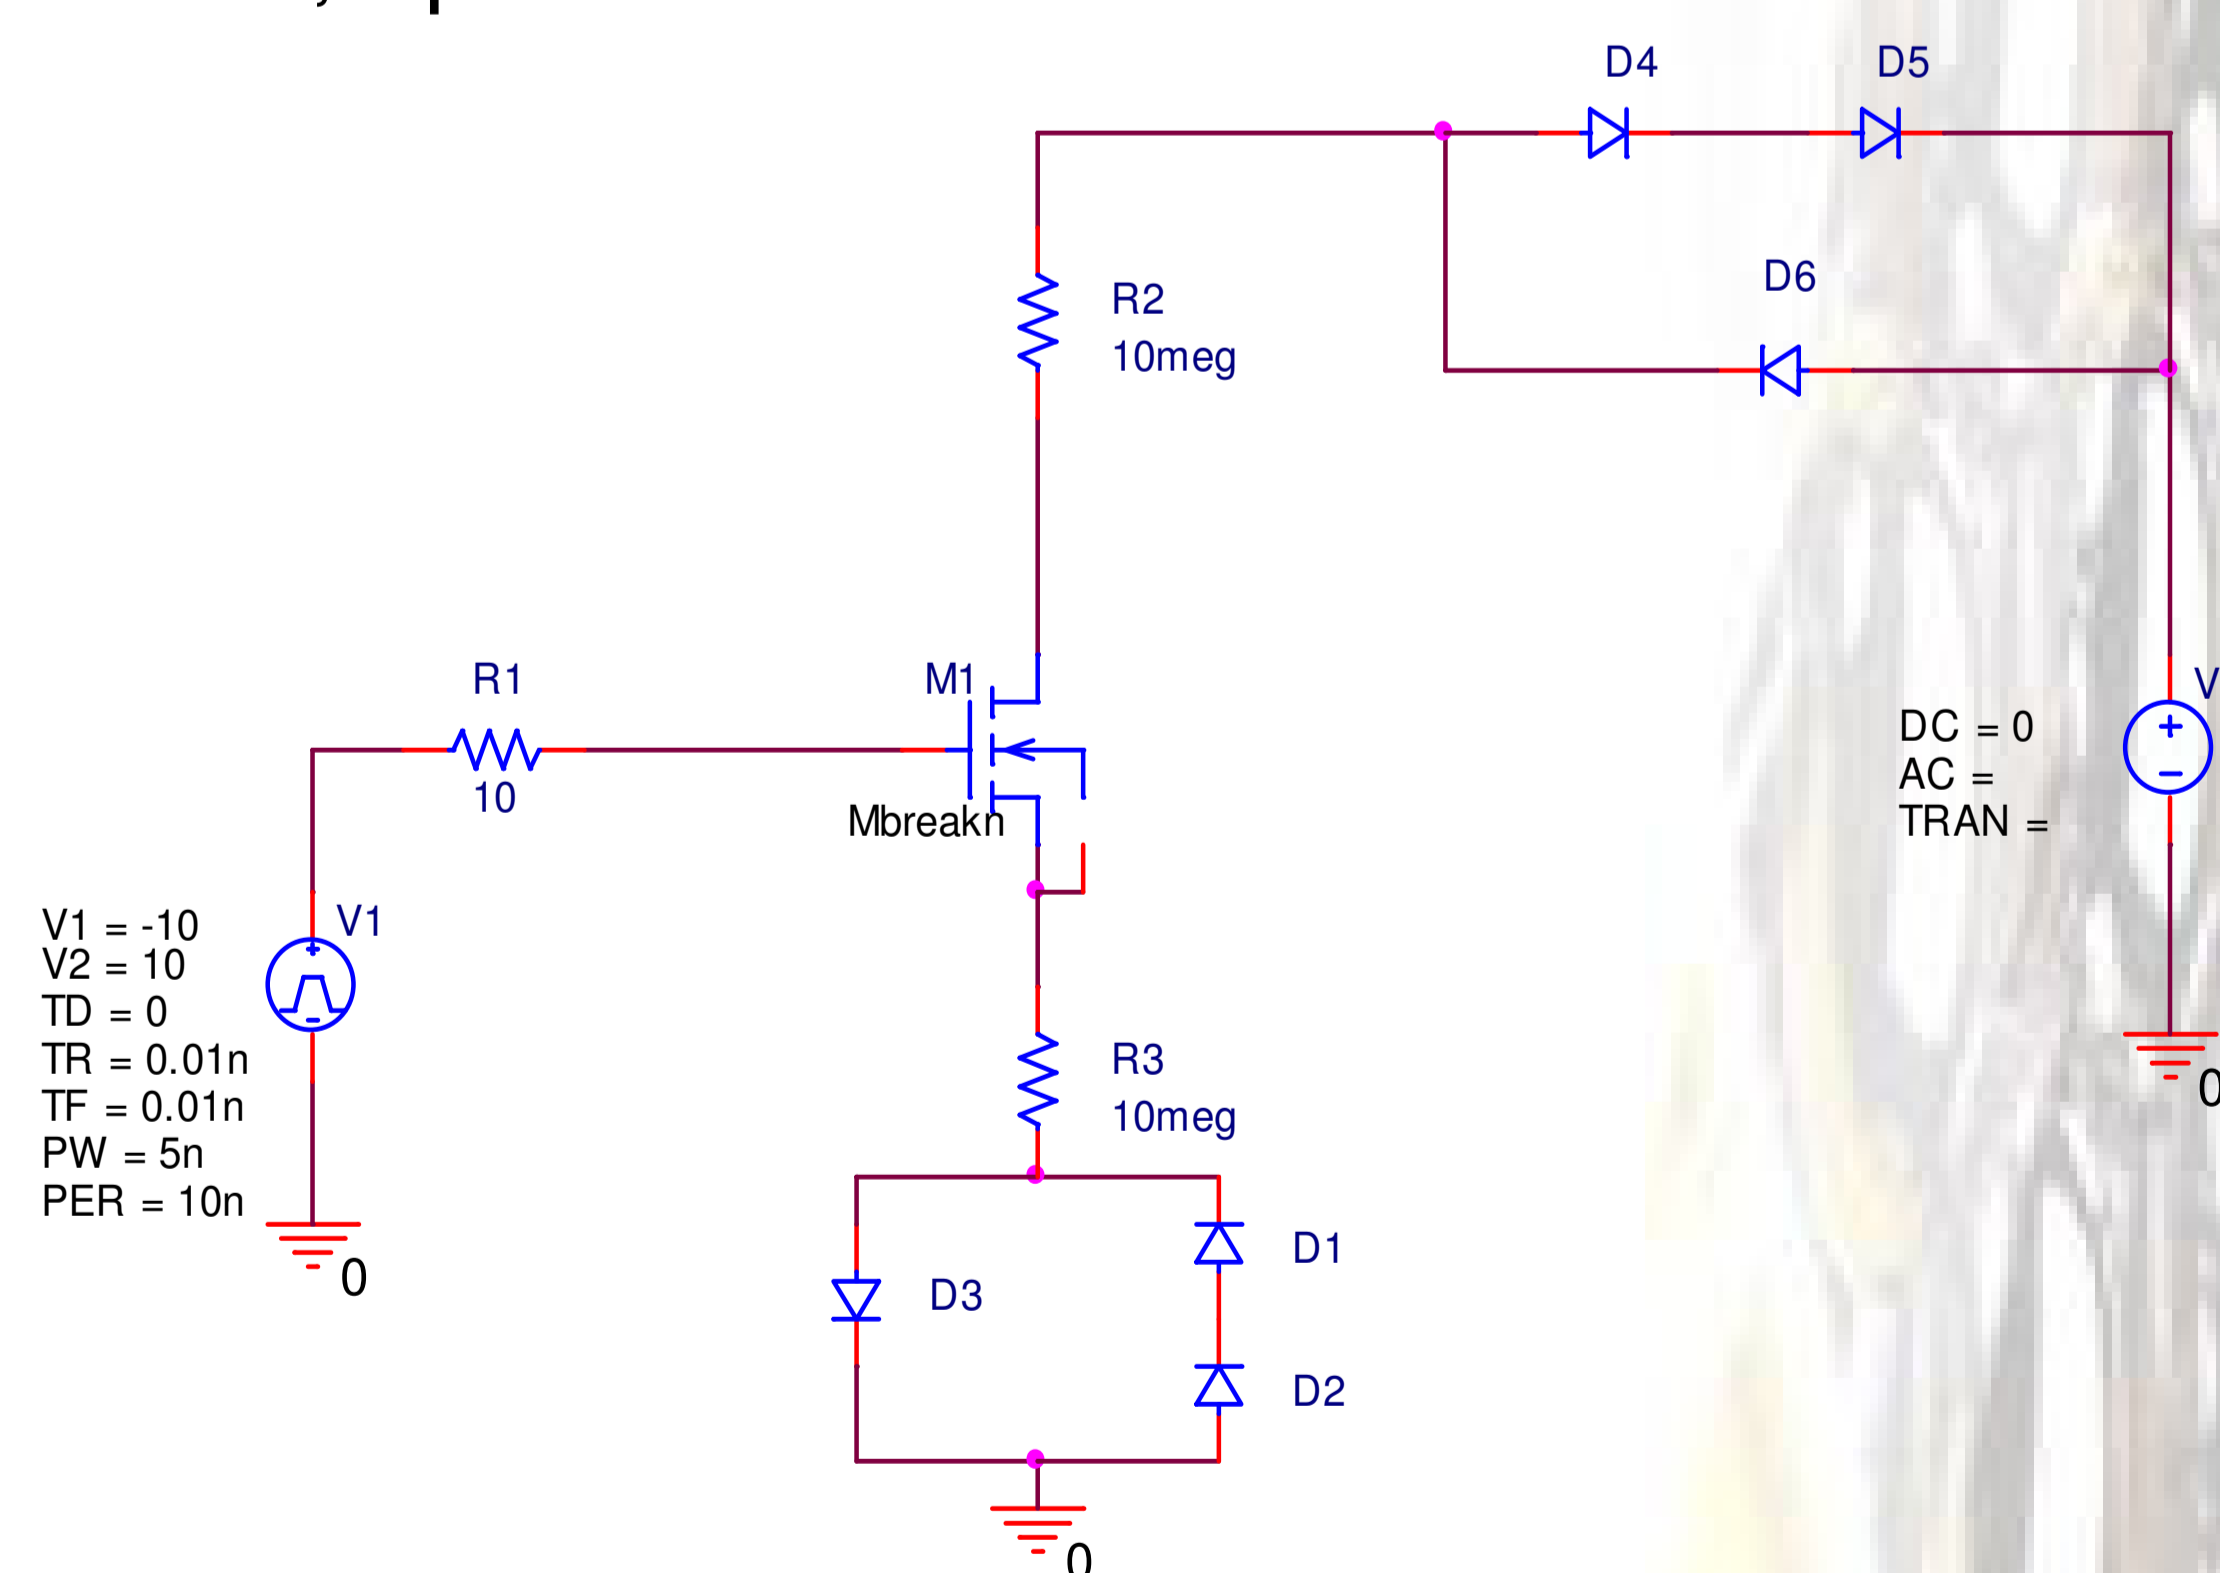 D4
D5
D6
R2
10meg
R1
10
M1
Mbreakn
V
DC = 0
AC =
TRAN =
V1
V1 = -10
V2 = 10
TD = 0
TR = 0.01n
TF = 0.01n
PW = 5n
PER = 10n
0
R3
10meg
0
D1
D3
D2
0